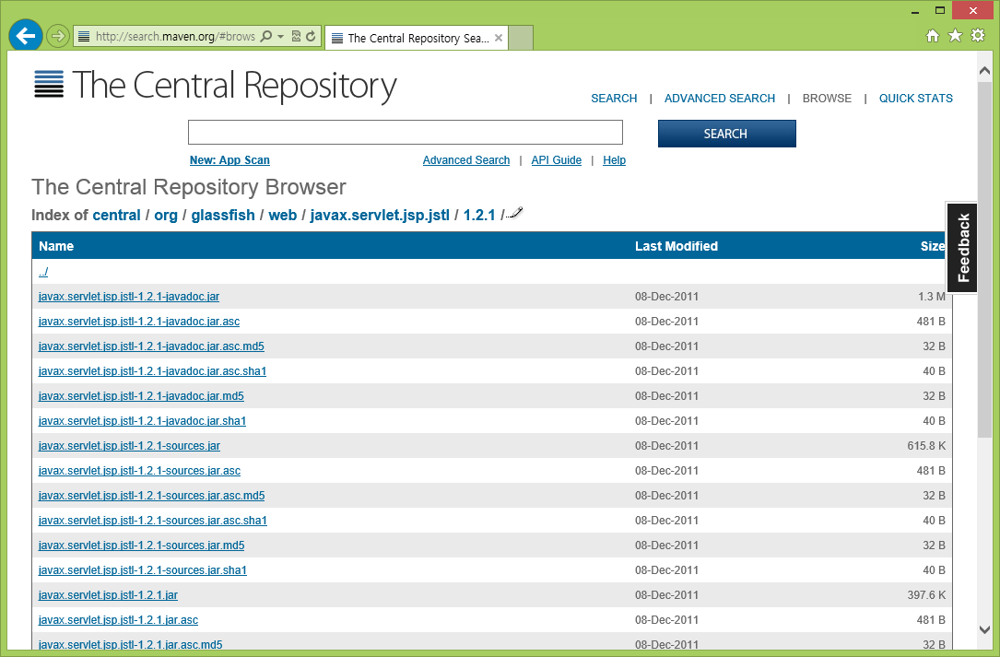 http://search.maven.org/#brows
The Central Repository Sea...
The Central Repository
SEARCH | ADVANCED SEARCH | BROWSE | QUICK STATS
SEARCH
New: App Scan Advanced Search | API Guide | Help
The Central Repository Browser
Index of central / org / glassfish / web / javax.servlet.jsp.jstl / 1.2.1 /
Feedback
Name Last Modified Size
../
javax.servlet.jsp.jstl-1.2.1-javadoc.jar 08-Dec-2011 1.3 M
javax.servlet.jsp.jstl-1.2.1-javadoc.jar.asc 08-Dec-2011 481 B
javax.servlet.jsp.jstl-1.2.1-javadoc.jar.asc.md5 08-Dec-2011 32 B
javax.servlet.jsp.jstl-1.2.1-javadoc.jar.asc.sha1 08-Dec-2011 40 B
javax.servlet.jsp.jstl-1.2.1-javadoc.jar.md5 08-Dec-2011 32 B
javax.servlet.jsp.jstl-1.2.1-javadoc.jar.sha1 08-Dec-2011 40 B
javax.servlet.jsp.jstl-1.2.1-sources.jar 08-Dec-2011 615.8 K
javax.servlet.jsp.jstl-1.2.1-sources.jar.asc 08-Dec-2011 481 B
javax.servlet.jsp.jstl-1.2.1-sources.jar.asc.md5 08-Dec-2011 32 B
javax.servlet.jsp.jstl-1.2.1-sources.jar.asc.sha1 08-Dec-2011 40 B
javax.servlet.jsp.jstl-1.2.1-sources.jar.md5 08-Dec-2011 32 B
javax.servlet.jsp.jstl-1.2.1-sources.jar.sha1 08-Dec-2011 40 B
javax.servlet.jsp.jstl-1.2.1.jar 08-Dec-2011 397.6 K
javax.servlet.jsp.jstl-1.2.1.jar.asc 08-Dec-2011 481 B
javax.servlet.jsp.jstl-1.2.1.jar.asc.md5 08-Dec-2011 32 B